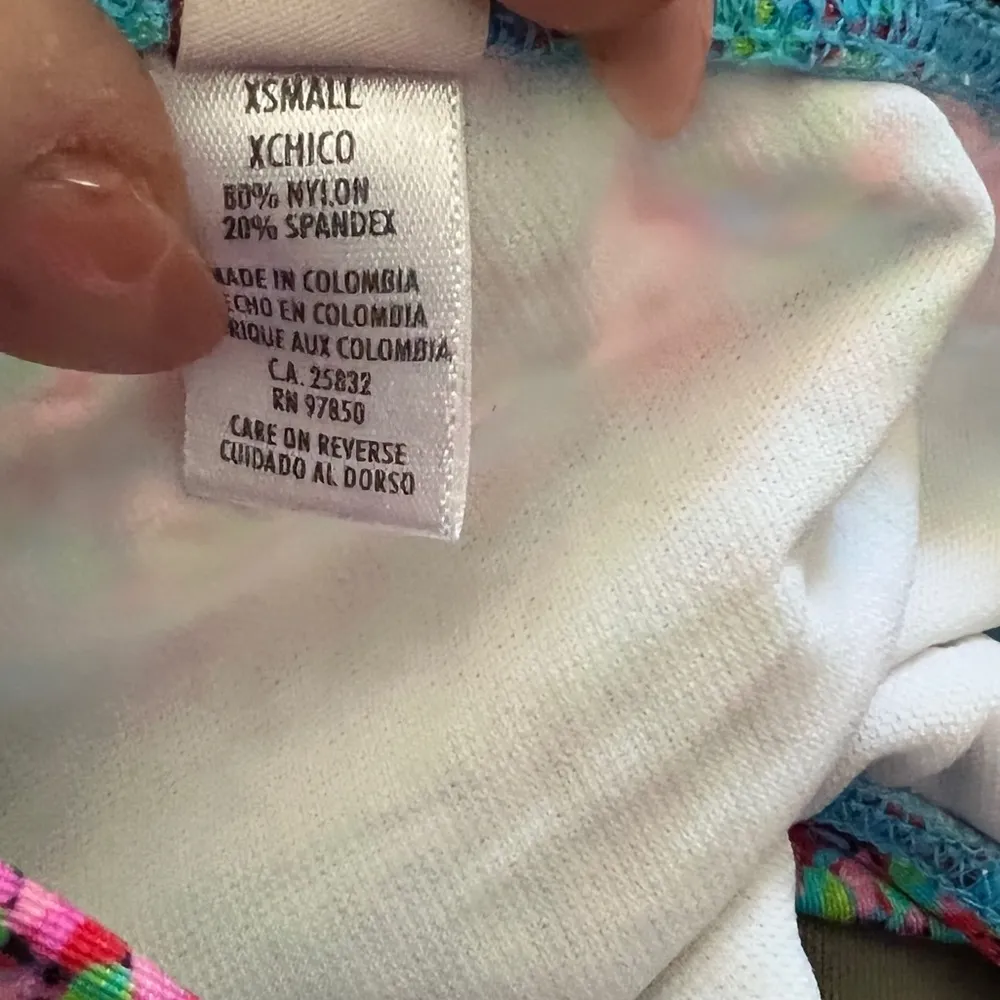 XSMALL
XCHICO
80% NYLON
20% SPANDEX
MADE IN COLOMBIA
ECHO EN COLOMBIA
RIQUE AUX COLOMBIA
C.A. 25832
RN 97850
CARE ON REVERSE
CUIDADO AL DORSO